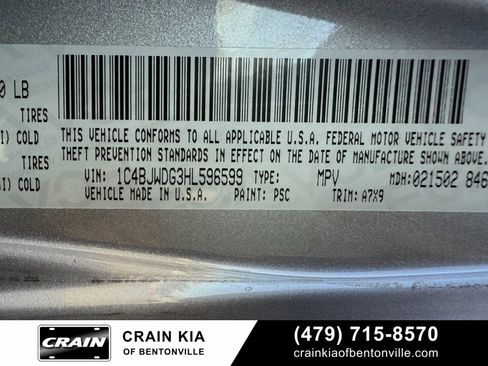 0 LB
TIRES
I) COLD THIS VEHICLE CONFORMS TO ALL APPLICABLE U.S.A. FEDERAL MOTOR VEHICLE SAFETY
TIRES THEFT PREVENTION STANDARDS IN EFFECT ON THE DATE OF MANUFACTURE SHOWN ABOVE.
I) COLD VIN: 1C4BJWDG3HL596599 TYPE: MPV MDH: 021502 846
VEHICLE MADE IN U.S.A. PAINT: PSC TRIM: A7X9
CRAIN
CRAIN KIA
OF BENTONVILLE
(479) 715-8570
crainkiaofbentonville.com